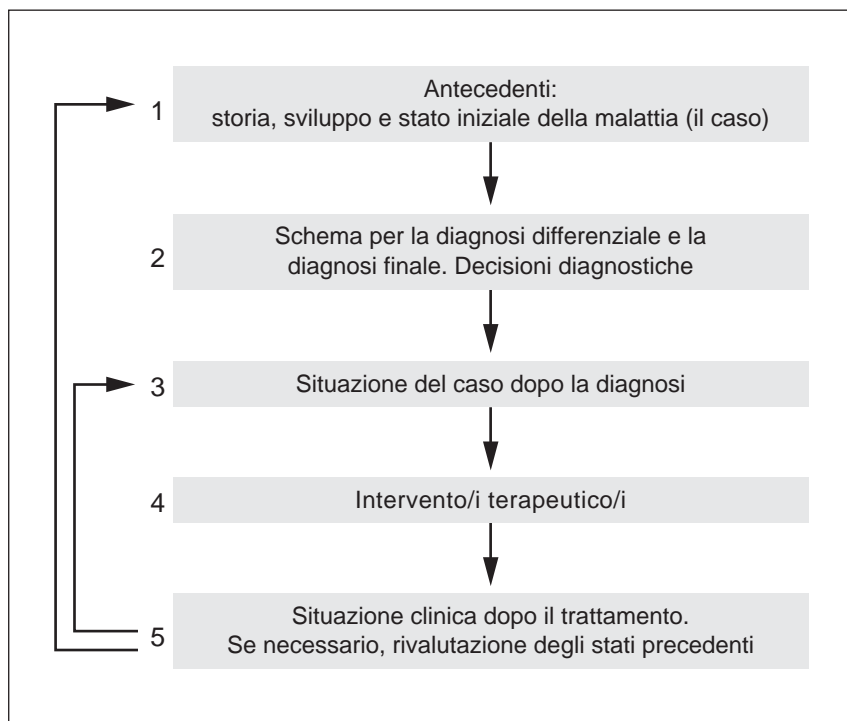 1
Antecedenti:
storia, sviluppo e stato iniziale della malattia (il caso)
2
Schema per la diagnosi differenziale e la
diagnosi finale. Decisioni diagnostiche
3
Situazione del caso dopo la diagnosi
4
Intervento/i terapeutico/i
5
Situazione clinica dopo il trattamento.
Se necessario, rivalutazione degli stati precedenti